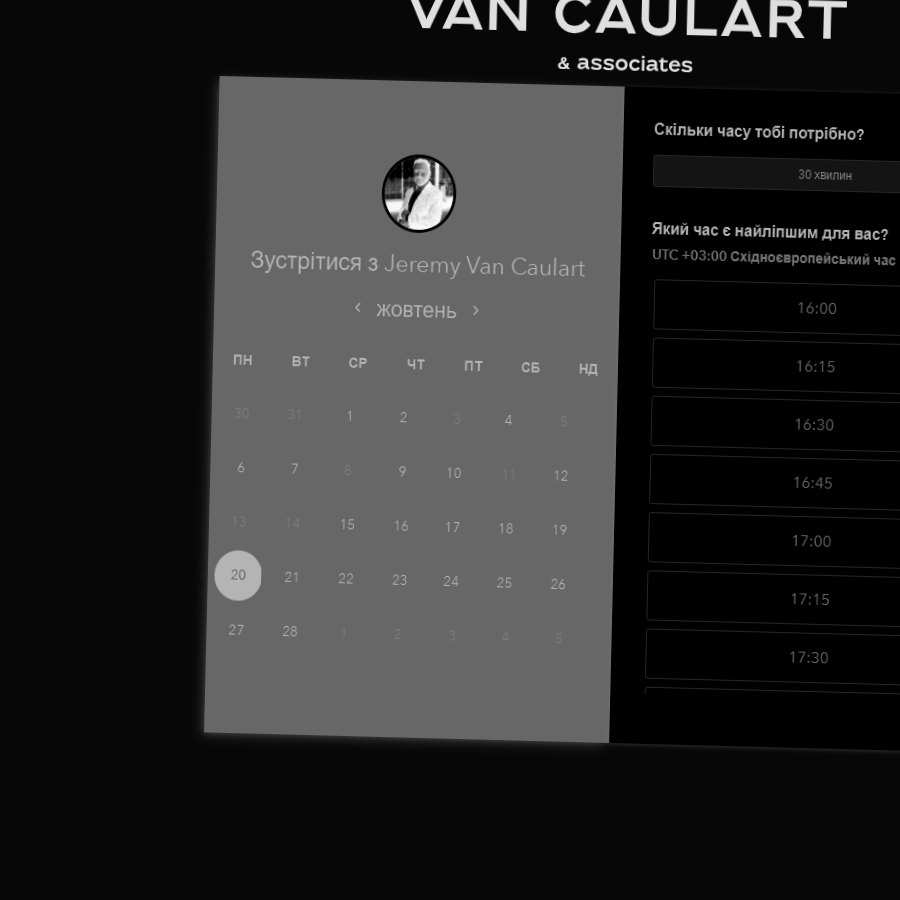 VAN CAULART
& associates
Зустрітися з Jeremy Van Caulart
‹ жовтень ›
ПН ВТ СР ЧТ ПТ СБ НД
30 31 1 2 3 4 5
6 7 8 9 10 11 12
13 14 15 16 17 18 19
20 21 22 23 24 25 26
27 28 1 2 3 4 5
Скільки часу тобі потрібно?
30 хвилин
Який час є найліпшим для вас?
UTC +03:00 Східноєвропейський час
16:00
16:15
16:30
16:45
17:00
17:15
17:30